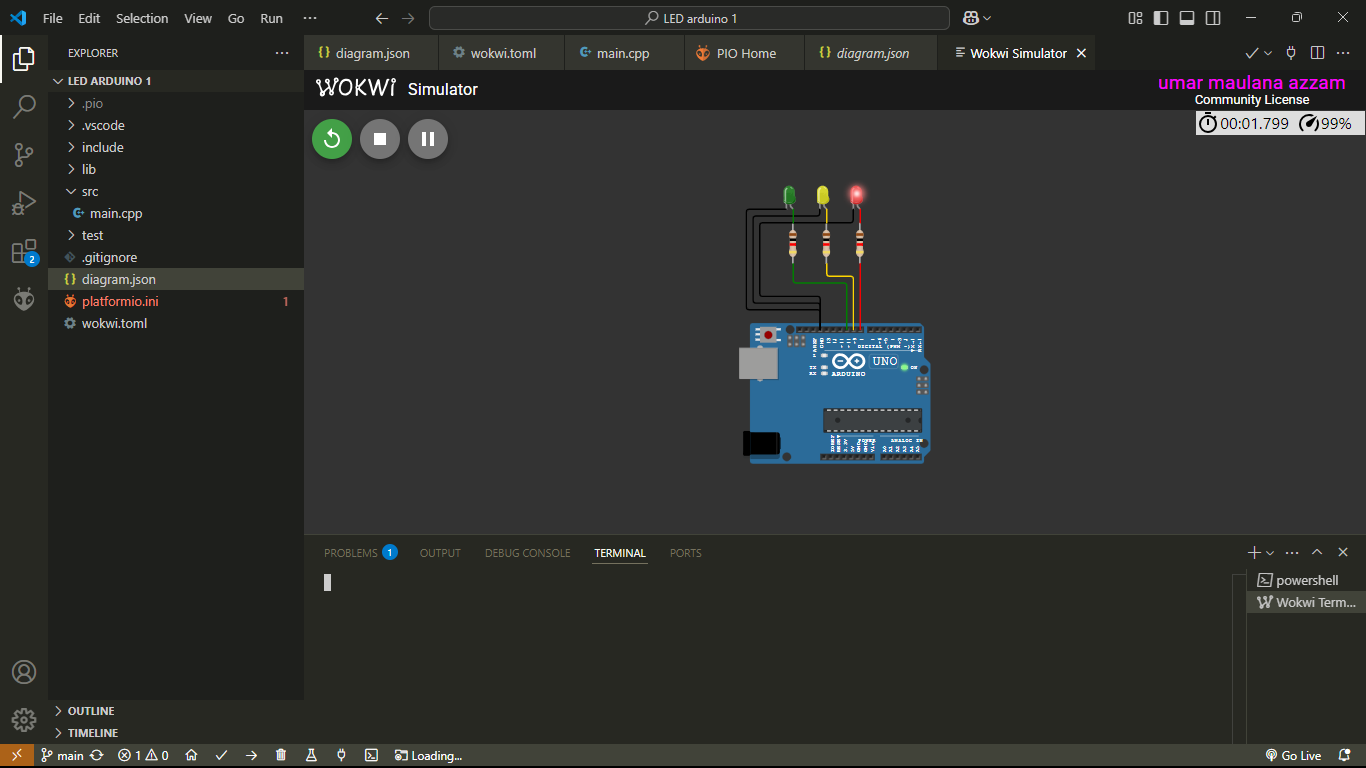 File Edit Selection View Go Run ···
LED arduino 1
EXPLORER ···
LED ARDUINO 1
.pio
.vscode
include
lib
src
main.cpp
test
.gitignore
diagram.json
platformio.ini 1
wokwi.toml
OUTLINE
TIMELINE
diagram.json wokwi.toml main.cpp PIO Home diagram.json Wokwi Simulator
WOKWI Simulator
umar maulana azzam
Community License
00:01.799 99%
DIGITAL (PWM ~)
UNO
TX
RX
ON
ARDUINO
POWER ANALOG IN
PROBLEMS 1 OUTPUT DEBUG CONSOLE TERMINAL PORTS
powershell
Wokwi Term...
2
main 1 0 Loading... Go Live